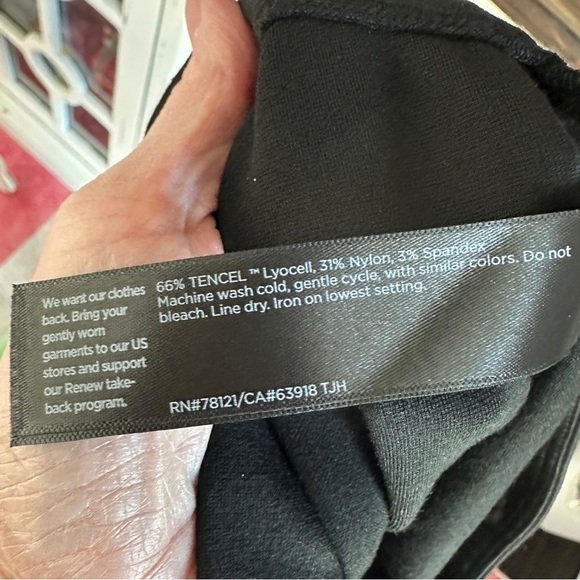 We want our clothes
back. Bring your
gently worn
garments to our US
stores and support
our Renew take-
back program.
66% TENCEL™ Lyocell, 31% Nylon, 3% Spandex
Machine wash cold, gentle cycle, with similar colors. Do not
bleach. Line dry. Iron on lowest setting.
RN#78121/CA#63918 TJH